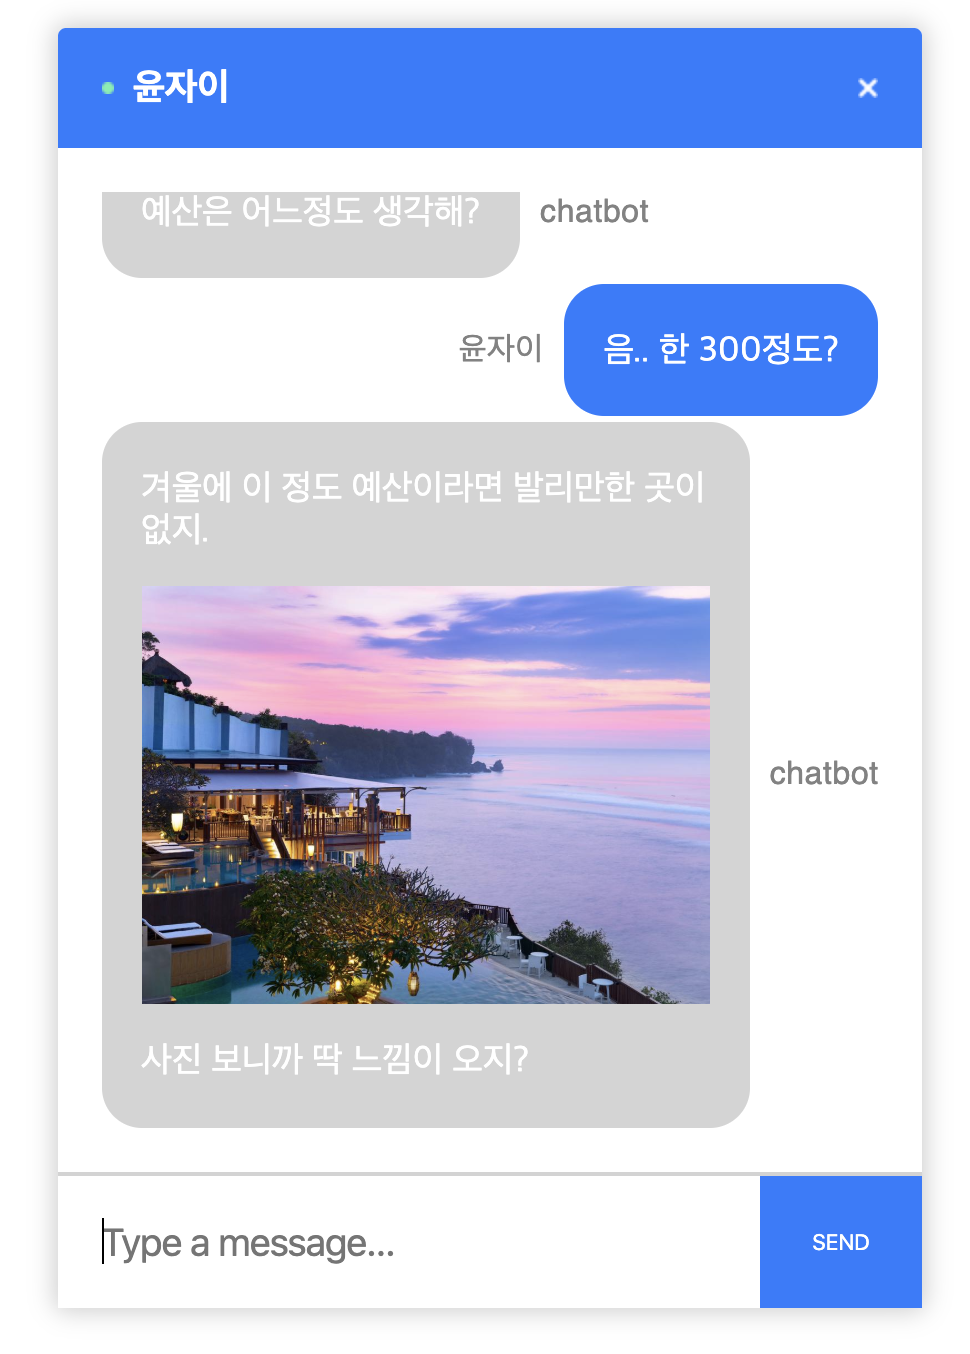 윤자이
×
예산은 어느정도 생각해?
chatbot
윤자이
음.. 한 300정도?
겨울에 이 정도 예산이라면 발리만한 곳이
없지.
chatbot
사진 보니까 딱 느낌이 오지?
Type a message...
SEND